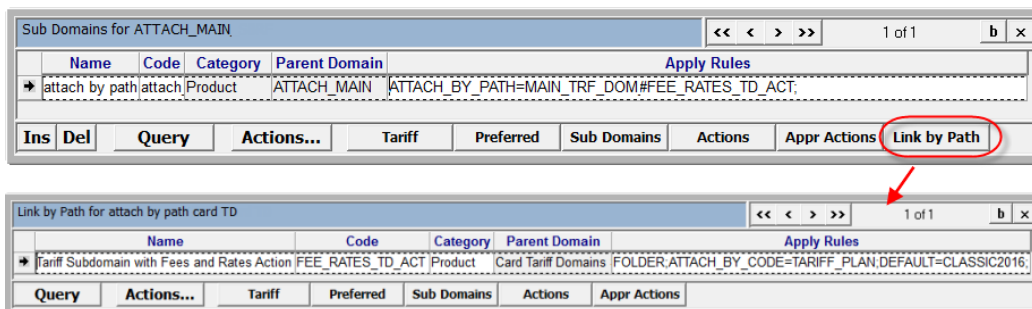 Sub Domains for ATTACH_MAIN. << < > >> 1 of 1 b x
Name Code Category Parent Domain Apply Rules
attach by path attach_ Product ATTACH_MAIN ATTACH_BY_PATH=MAIN_TRF_DOM#FEE_RATES_TD_ACT;
Ins Del Query Actions... Tariff Preferred Sub Domains Actions Appr Actions Link by Path
Link by Path for attach by path card TD << < > >> 1 of 1 b x
Name Code Category Parent Domain Apply Rules
Tariff Subdomain with Fees and Rates Action FEE_RATES_TD_ACT Product Card Tariff Domains FOLDER;ATTACH_BY_CODE=TARIFF_PLAN;DEFAULT=CLASSIC2016;
Query Actions... Tariff Preferred Sub Domains Actions Appr Actions